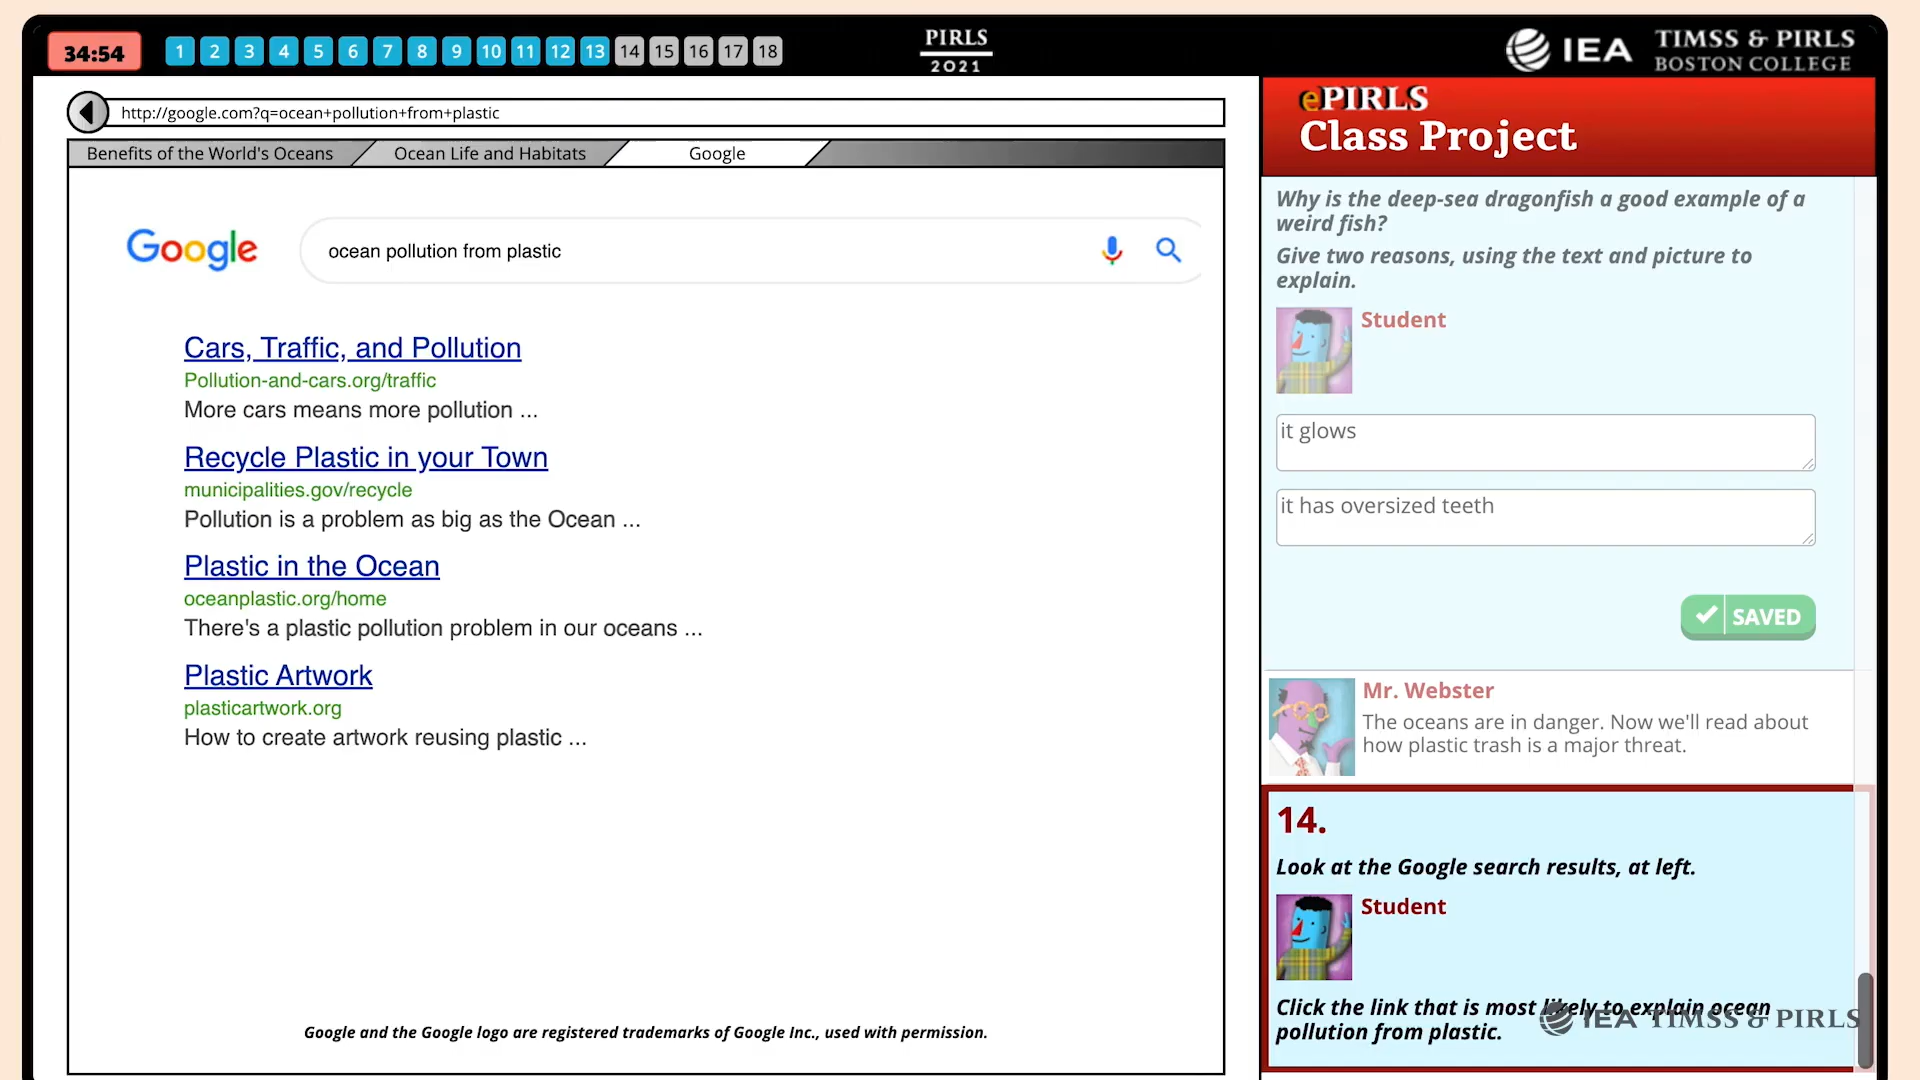 34:54
1 2 3 4 5 6 7 8 9 10 11 12 13 14 15 16 17 18
PIRLS
2021
IEA
TIMSS & PIRLS
BOSTON COLLEGE
http://google.com?q=ocean+pollution+from+plastic
Benefits of the World's Oceans
Ocean Life and Habitats
Google
Google
ocean pollution from plastic
Cars, Traffic, and Pollution
Pollution-and-cars.org/traffic
More cars means more pollution ...
Recycle Plastic in your Town
municipalities.gov/recycle
Pollution is a problem as big as the Ocean ...
Plastic in the Ocean
oceanplastic.org/home
There's a plastic pollution problem in our oceans ...
Plastic Artwork
plasticartwork.org
How to create artwork reusing plastic ...
Google and the Google logo are registered trademarks of Google Inc., used with permission.
ePIRLS
Class Project
Why is the deep-sea dragonfish a good example of a
weird fish?
Give two reasons, using the text and picture to
explain.
Student
it glows
it has oversized teeth
SAVED
Mr. Webster
The oceans are in danger. Now we'll read about
how plastic trash is a major threat.
14.
Look at the Google search results, at left.
Student
Click the link that is most likely to explain ocean
pollution from plastic.
IEA TIMSS & PIRLS